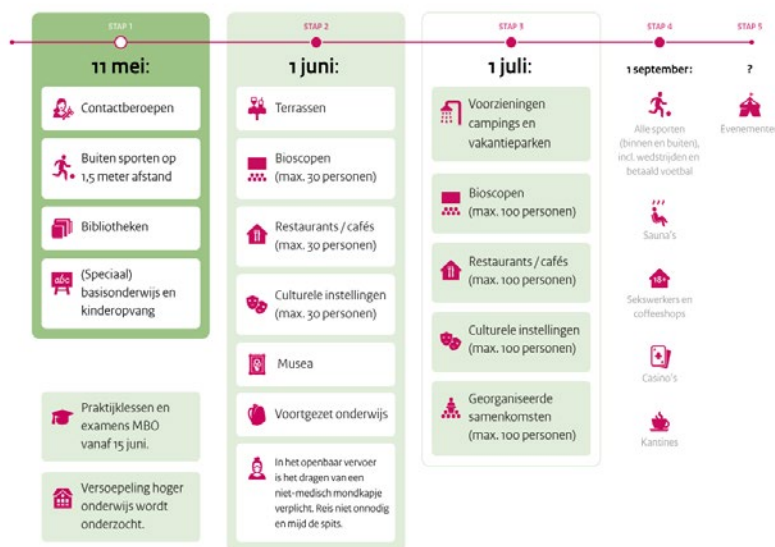 STAP 1
11 mei:
Contactberoepen
Buiten sporten op
1,5 meter afstand
Bibliotheken
abc
(Speciaal)
basisonderwijs en
kinderopvang
Praktijklessen en
examens MBO
vanaf 15 juni.
Versoepeling hoger
onderwijs wordt
onderzocht.
STAP 2
1 juni:
Terrassen
Bioscopen
(max. 30 personen)
Restaurants / cafés
(max. 30 personen)
Culturele instellingen
(max. 30 personen)
Musea
Voortgezet onderwijs
In het openbaar vervoer
is het dragen van een
niet-medisch mondkapje
verplicht. Reis niet onnodig
en mijd de spits.
STAP 3
1 juli:
Voorzieningen
campings en
vakantieparken
Bioscopen
(max. 100 personen)
Restaurants / cafés
(max. 100 personen)
Culturele instellingen
(max. 100 personen)
Georganiseerde
samenkomsten
(max. 100 personen)
STAP 4
1 september:
Alle sporten
(binnen en buiten),
incl. wedstrijden en
betaald voetbal
Sauna's
18+
Sekswerkers en
coffeeshops
Casino's
Kantines
STAP 5
?
Evenemente